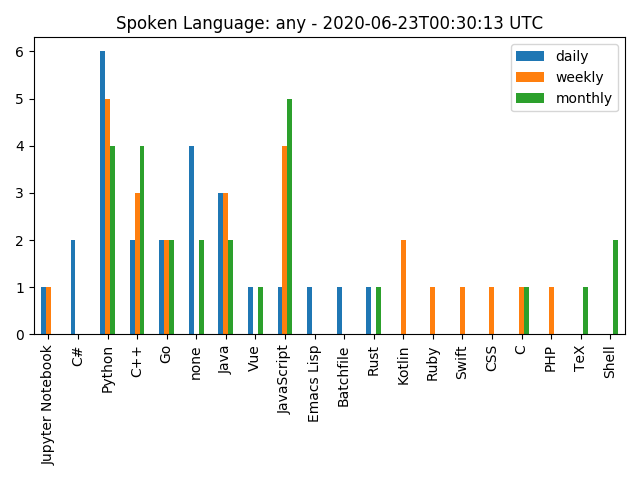 Spoken Language: any - 2020-06-23T00:30:13 UTC
daily
weekly
monthly
6
5
4
3
2
1
0
Jupyter Notebook
C#
Python
C++
Go
none
Java
Vue
JavaScript
Emacs Lisp
Batchfile
Rust
Kotlin
Ruby
Swift
CSS
C
PHP
TeX
Shell